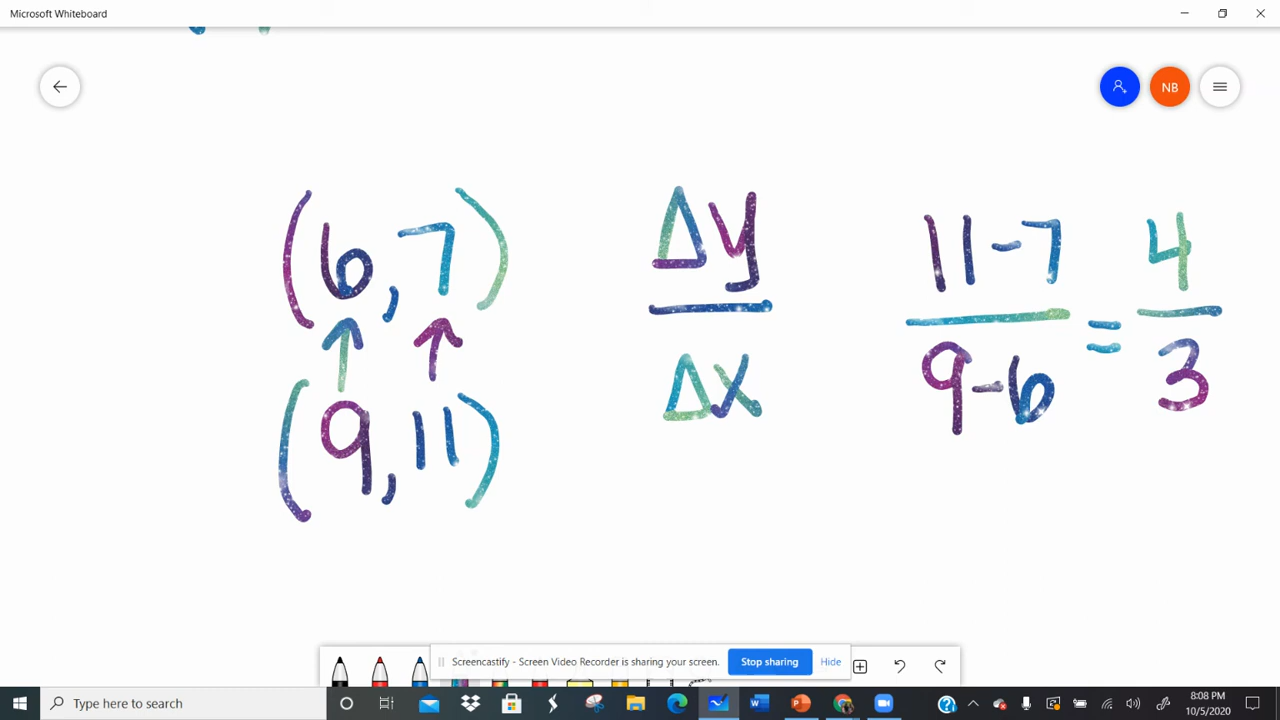 Microsoft Whiteboard
NB
(6,7)
(9,11)
Δy
Δx
11-7
9-6
=
4
3
Screencastify - Screen Video Recorder is sharing your screen.
Stop sharing
Hide
Type here to search
8:08 PM
10/5/2020